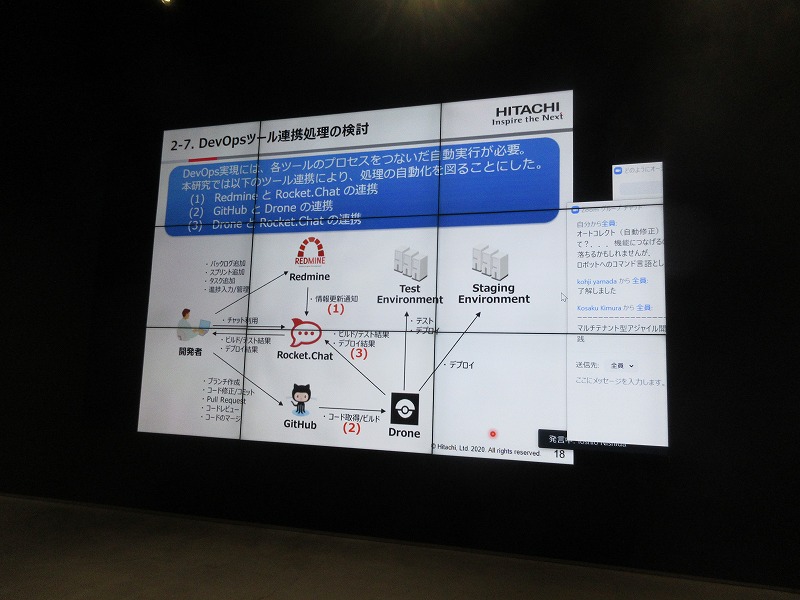 HITACHI
Inspire the Next
2-7. DevOpsツール連携処理の検討
DevOps実現には、各ツールのプロセスをつないだ自動実行が必要。
本研究では以下のツール連携により、処理の自動化を図ることにした。
(1) Redmine と Rocket.Chat の連携
(2) GitHub と Drone の連携
(3) Drone と Rocket.Chat の連携
・バックログ追加
・スプリント追加
・タスク追加
・進捗入力/管理
REDMINE
Redmine
Test
Environment
Staging
Environment
・情報更新通知
(1)
・チャット利用
・ビルド/テスト結果
・デプロイ結果
開発者
Rocket.Chat
・ビルド/テスト結果
・デプロイ結果
(3)
・テスト
・デプロイ
・デプロイ
・ブランチ作成
・コード修正/コミット
・Pull Request
・コードレビュー
・コードのマージ
GitHub
・コード取得/ビルド
(2)
Drone
© Hitachi, Ltd. 2020. All rights reserved.
18
どのようにオー
自分から全員:
オートコレクト（自動修正）
て？．．．機能につなげるの
落ちるかもしれませんが、
ロボットへのコマンド言語とし
kohji yamada から 全員:
了解しました
Kosaku Kimura から 全員:
マルチテナント型アジャイル開
践
送信先: 全員
ここにメッセージを入力します。
発言中: